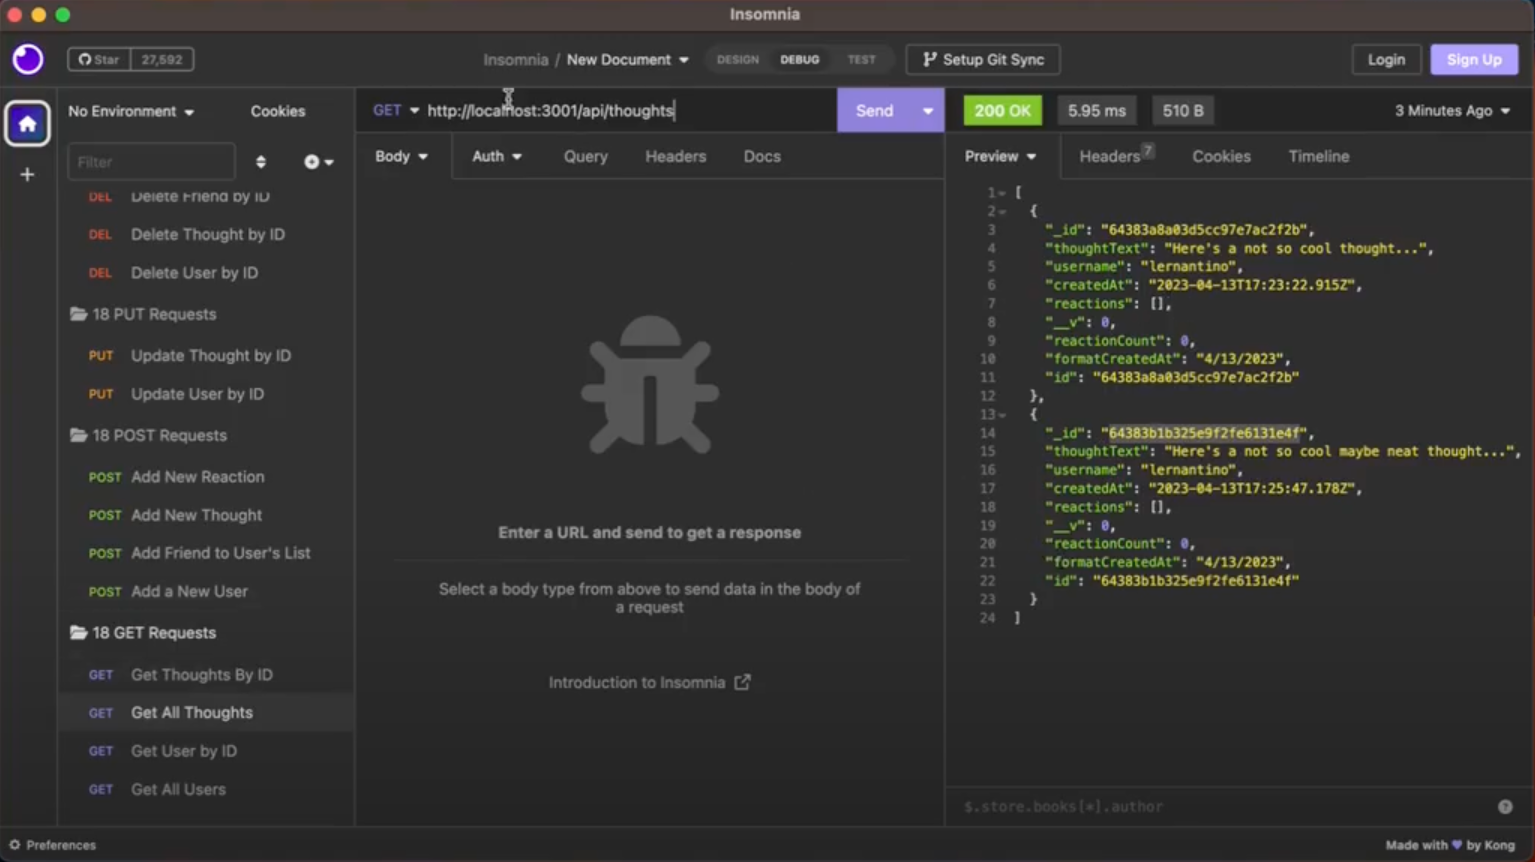 Insomnia
Star 27,592
Insomnia / New Document
DESIGN DEBUG TEST
Setup Git Sync
Login
Sign Up
No Environment
Cookies
Filter
DEL Delete Friend by ID
DEL Delete Thought by ID
DEL Delete User by ID
18 PUT Requests
PUT Update Thought by ID
PUT Update User by ID
18 POST Requests
POST Add New Reaction
POST Add New Thought
POST Add Friend to User's List
POST Add a New User
18 GET Requests
GET Get Thoughts By ID
GET Get All Thoughts
GET Get User by ID
GET Get All Users
Preferences
GET http://localhost:3001/api/thoughts
Send
Body Auth Query Headers Docs
Enter a URL and send to get a response
Select a body type from above to send data in the body of
a request
Introduction to Insomnia
200 OK 5.95 ms 510 B 3 Minutes Ago
Preview Headers 7 Cookies Timeline
1 [
2 {
3 "_id": "64383a8a03d5cc97e7ac2f2b",
4 "thoughtText": "Here's a not so cool thought...",
5 "username": "lernantino",
6 "createdAt": "2023-04-13T17:23:22.915Z",
7 "reactions": [],
8 "__v": 0,
9 "reactionCount": 0,
10 "formatCreatedAt": "4/13/2023",
11 "id": "64383a8a03d5cc97e7ac2f2b"
12 },
13 {
14 "_id": "64383b1b325e9f2fe6131e4f",
15 "thoughtText": "Here's a not so cool maybe neat thought...",
16 "username": "lernantino",
17 "createdAt": "2023-04-13T17:25:47.178Z",
18 "reactions": [],
19 "__v": 0,
20 "reactionCount": 0,
21 "formatCreatedAt": "4/13/2023",
22 "id": "64383b1b325e9f2fe6131e4f"
23 }
24 ]
$.store.books[*].author
Made with 💜 by Kong